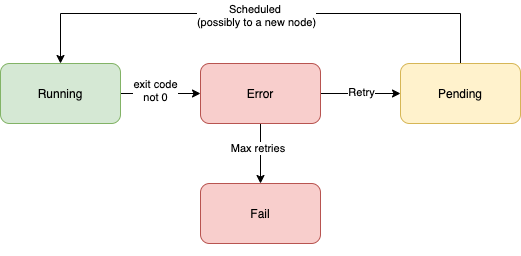 Scheduled
(possibly to a new node)
Running
exit code
not 0
Error
Retry
Pending
Max retries
Fail